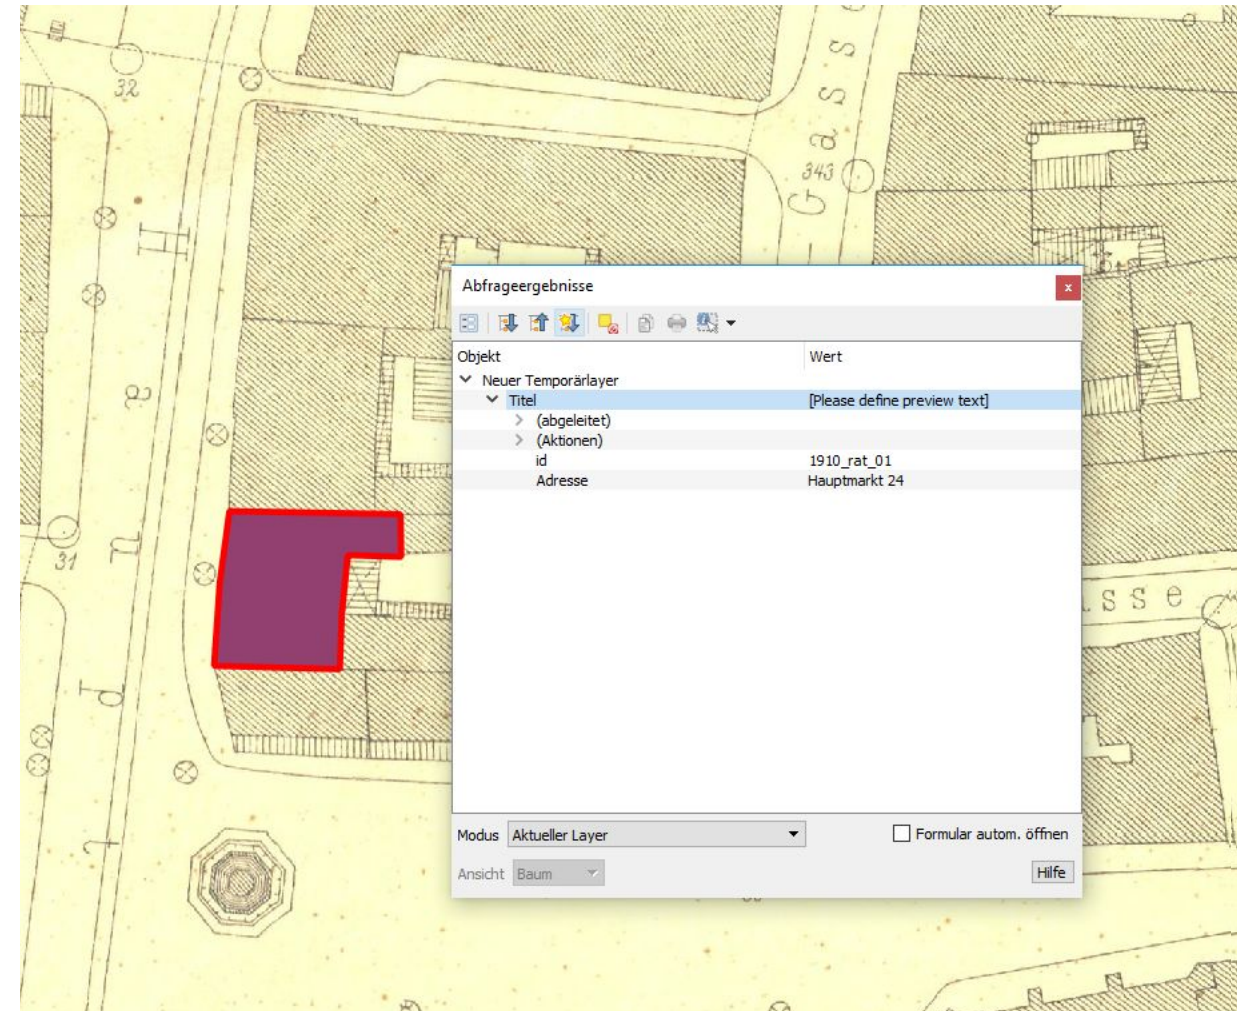 32
343
G a s s e
H a n d
31
l
s s e
Abfrageergebnisse
Objekt Wert
Neuer Temporärlayer
Titel [Please define preview text]
(abgeleitet)
(Aktionen)
id 1910_rat_01
Adresse Hauptmarkt 24
Modus Aktueller Layer Formular autom. öffnen
Ansicht Baum Hilfe